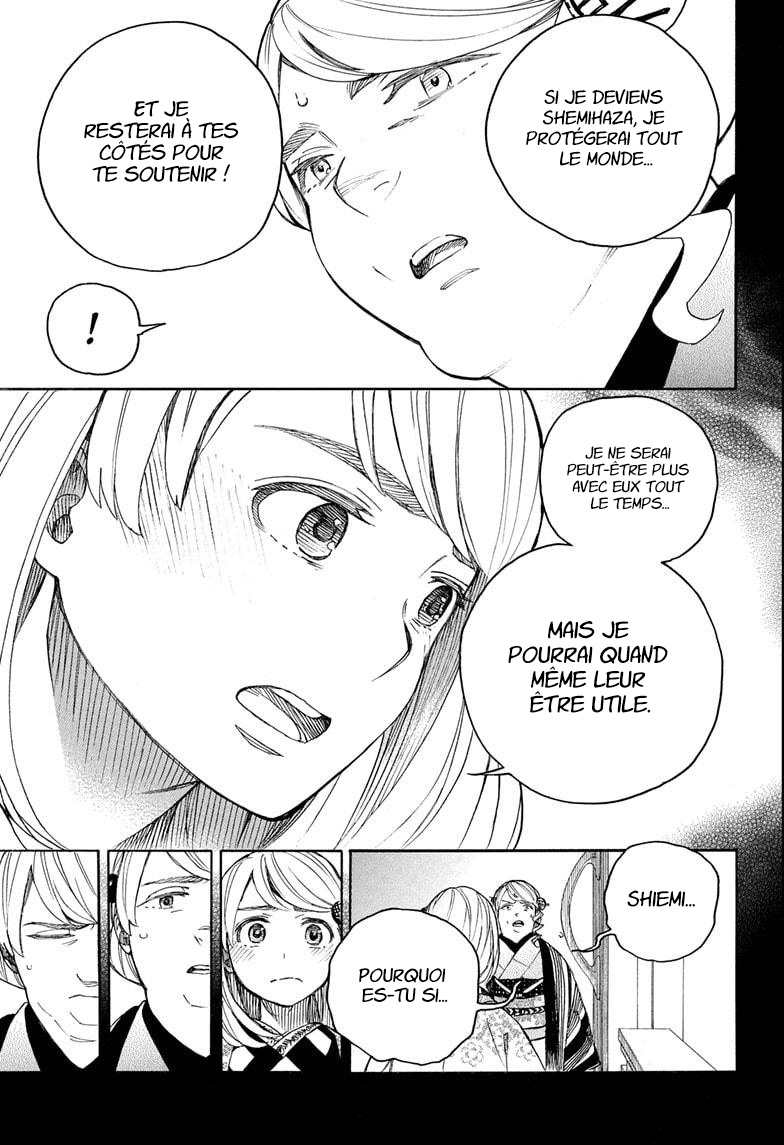 SI JE DEVIENS
SHEMIHAZA, JE
PROTÉGERAI TOUT
LE MONDE...
ET JE
RESTERAI À TES
CÔTÉS POUR
TE SOUTENIR !
!
JE NE SERAI
PEUT-ÊTRE PLUS
AVEC EUX TOUT
LE TEMPS...
MAIS JE
POURRAI QUAND
MÊME LEUR
ÊTRE UTILE.
SHIEMI...
POURQUOI
ES-TU SI...